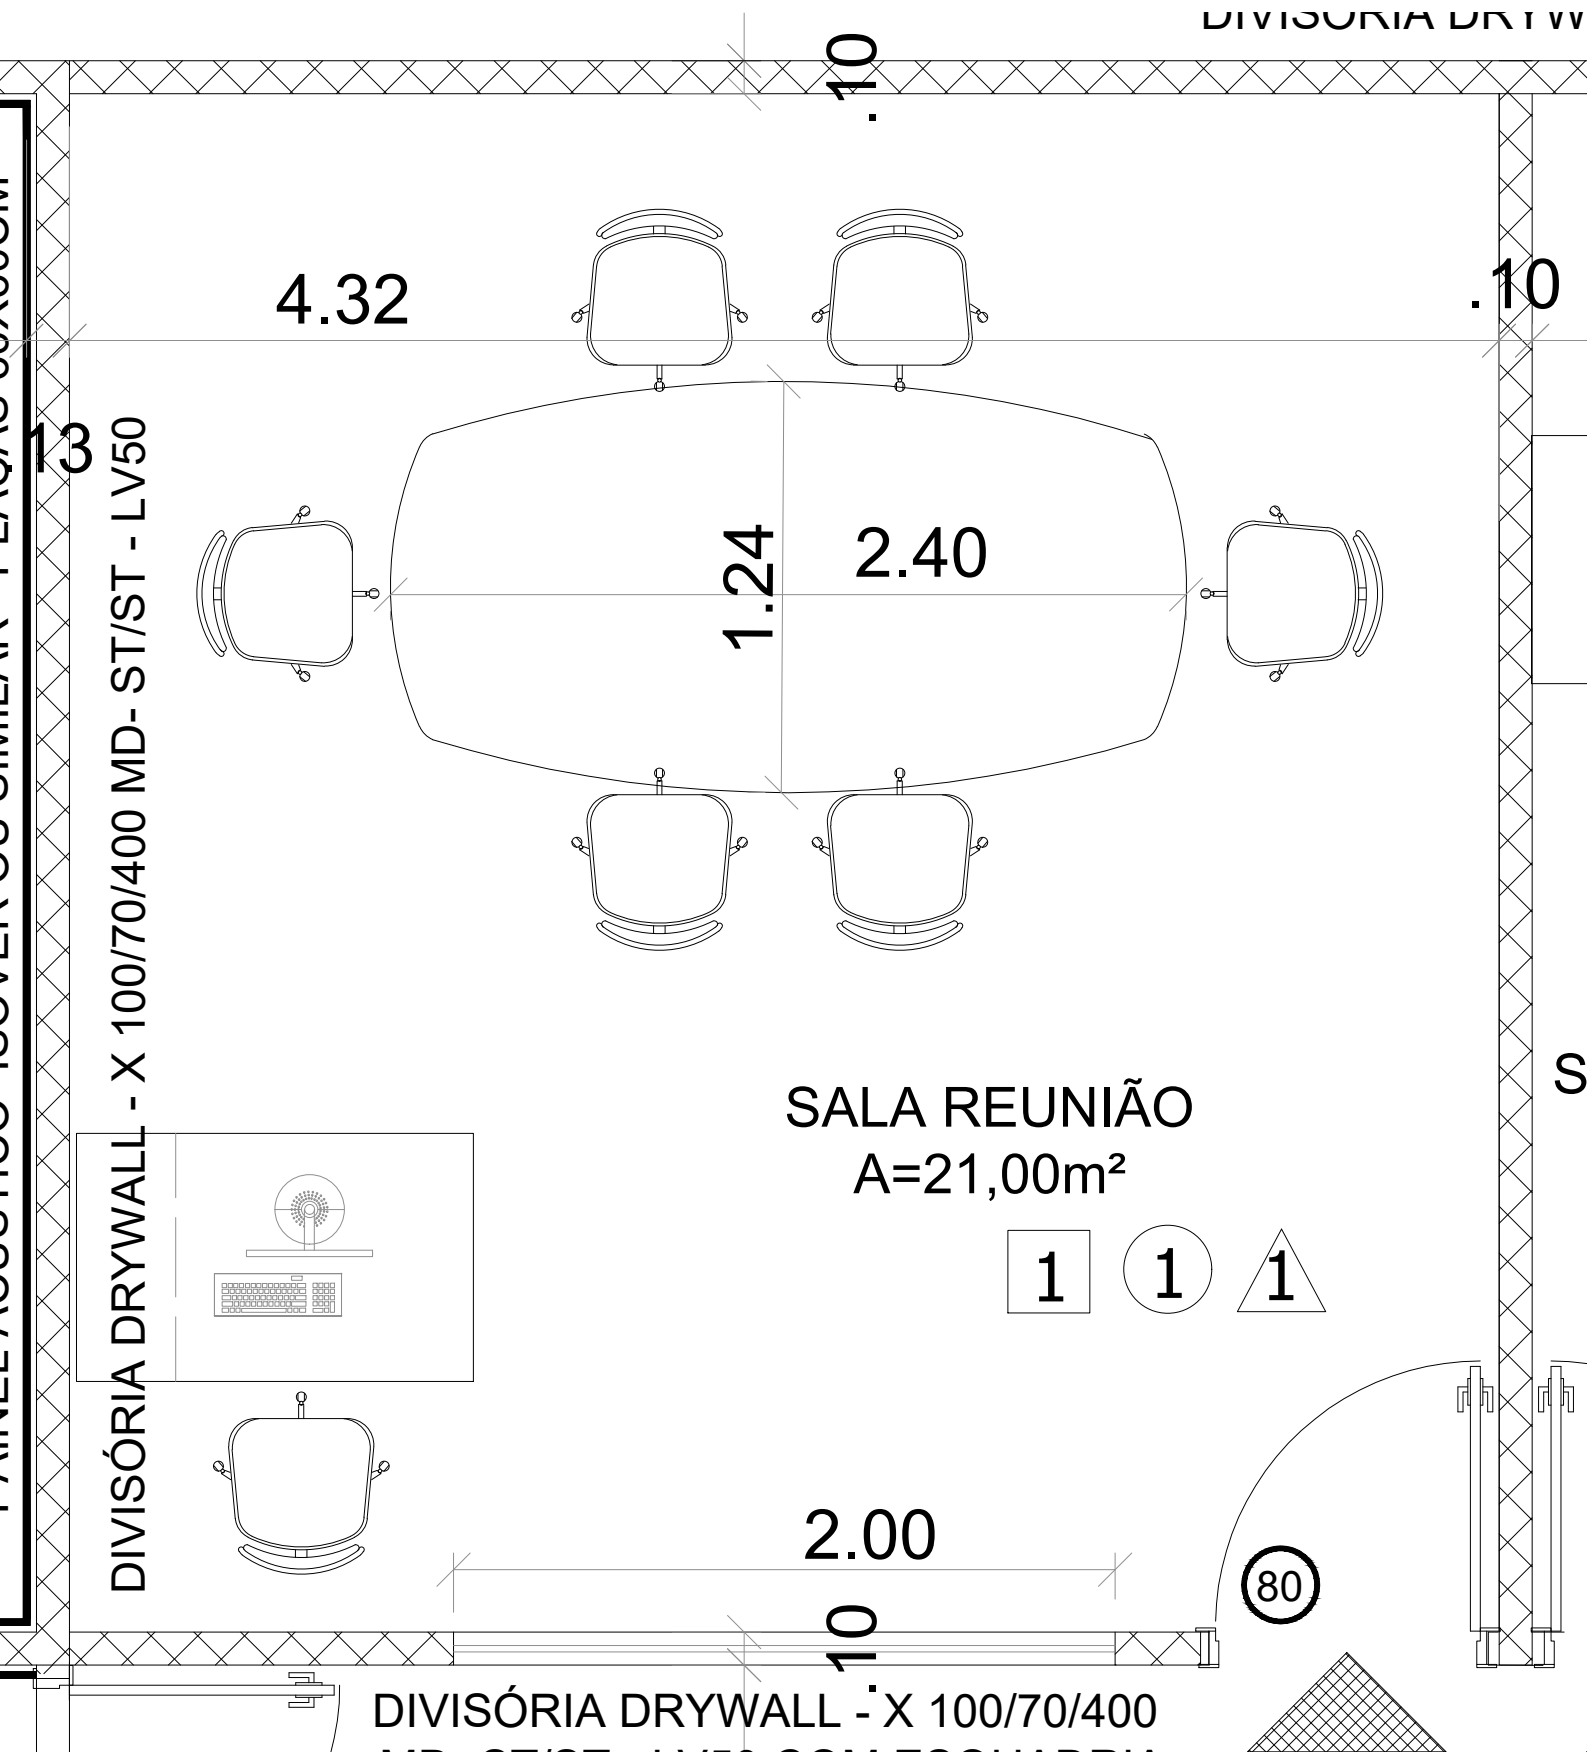 .10
4.32
.10
13
DIVISÓRIA DRYWALL - X 100/70/400 MD- ST/ST - LV50
1.24
2.40
SALA REUNIÃO
A=21,00m²
1 1 1
2.00
80
.10
DIVISÓRIA DRYWALL - X 100/70/400